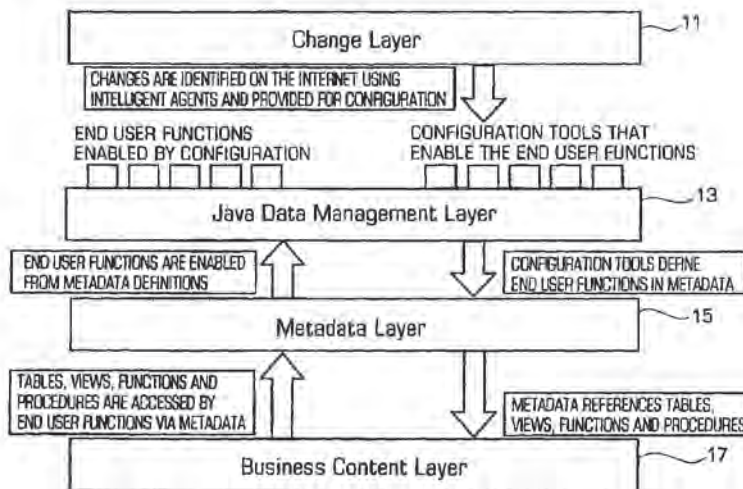 Change Layer
11
CHANGES ARE IDENTIFIED ON THE INTERNET USING
INTELLIGENT AGENTS AND PROVIDED FOR CONFIGURATION
END USER FUNCTIONS
ENABLED BY CONFIGURATION
CONFIGURATION TOOLS THAT
ENABLE THE END USER FUNCTIONS
Java Data Management Layer
13
END USER FUNCTIONS ARE ENABLED
FROM METADATA DEFINITIONS
CONFIGURATION TOOLS DEFINE
END USER FUNCTIONS IN METADATA
Metadata Layer
15
TABLES, VIEWS, FUNCTIONS AND
PROCEDURES ARE ACCESSED BY
END USER FUNCTIONS VIA METADATA
METADATA REFERENCES TABLES,
VIEWS, FUNCTIONS AND PROCEDURES
Business Content Layer
17